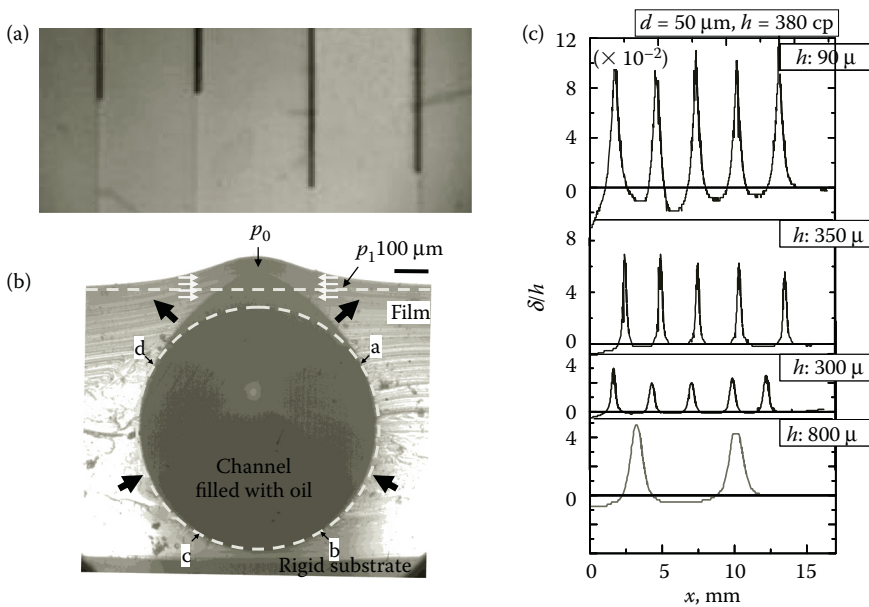 (a)
(b)
p0
p1 100 μm
Film
d
a
Channel
filled with oil
c
b
Rigid substrate
(c)
d = 50 μm, h = 380 cp
(× 10−2)
h: 90 μ
12
8
4
0
h: 350 μ
8
4
0
δ/h
h: 300 μ
4
0
h: 800 μ
4
0
0
5
10
15
x, mm